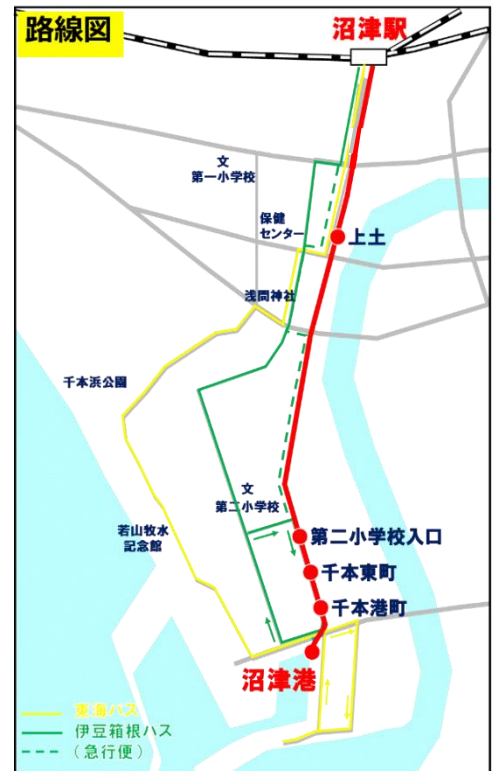 路線図
沼津駅
文
第一小学校
保健
センター
上土
浅間神社
千本浜公園
文
第二小学校
若山牧水
記念館
第二小学校入口
千本東町
千本港町
沼津港
東海バス
伊豆箱根バス
（急行便）